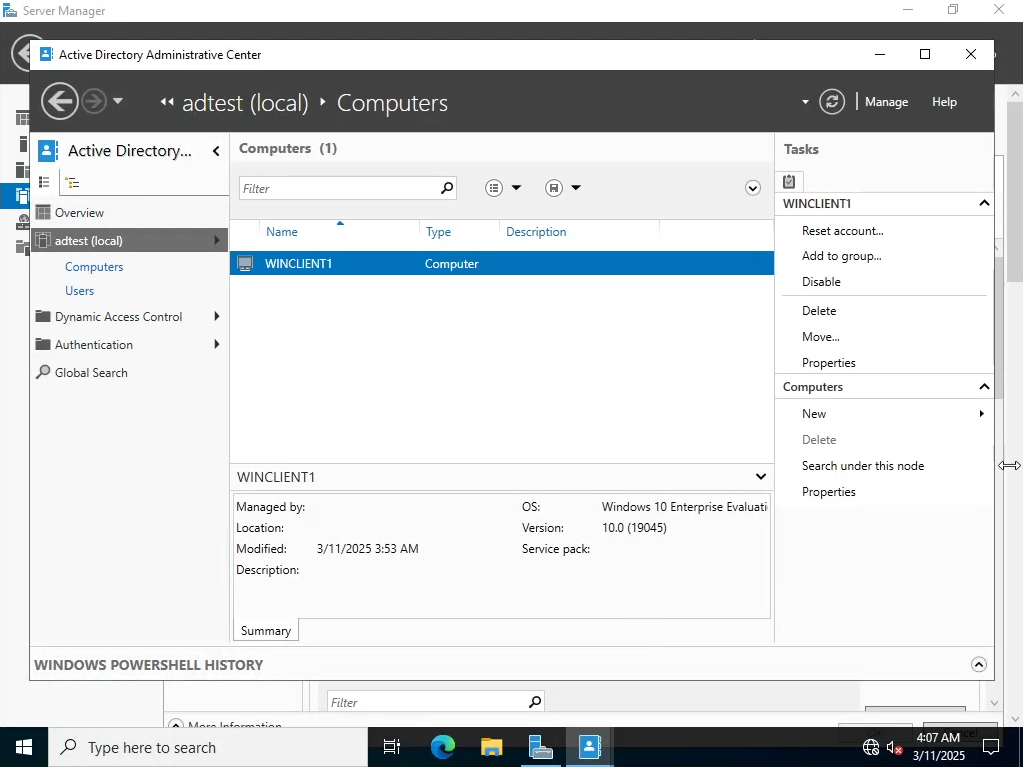 Server Manager
Active Directory Administrative Center
adtest (local) Computers
Manage Help
Active Directory...
Overview
adtest (local)
Computers
Users
Dynamic Access Control
Authentication
Global Search
Computers (1)
Filter
Name Type Description
WINCLIENT1 Computer
WINCLIENT1
Managed by:
Location:
Modified: 3/11/2025 3:53 AM
Description:
OS: Windows 10 Enterprise Evaluati
Version: 10.0 (19045)
Service pack:
Summary
Tasks
WINCLIENT1
Reset account...
Add to group...
Disable
Delete
Move...
Properties
Computers
New
Delete
Search under this node
Properties
WINDOWS POWERSHELL HISTORY
Filter
More Information
Type here to search
4:07 AM
3/11/2025